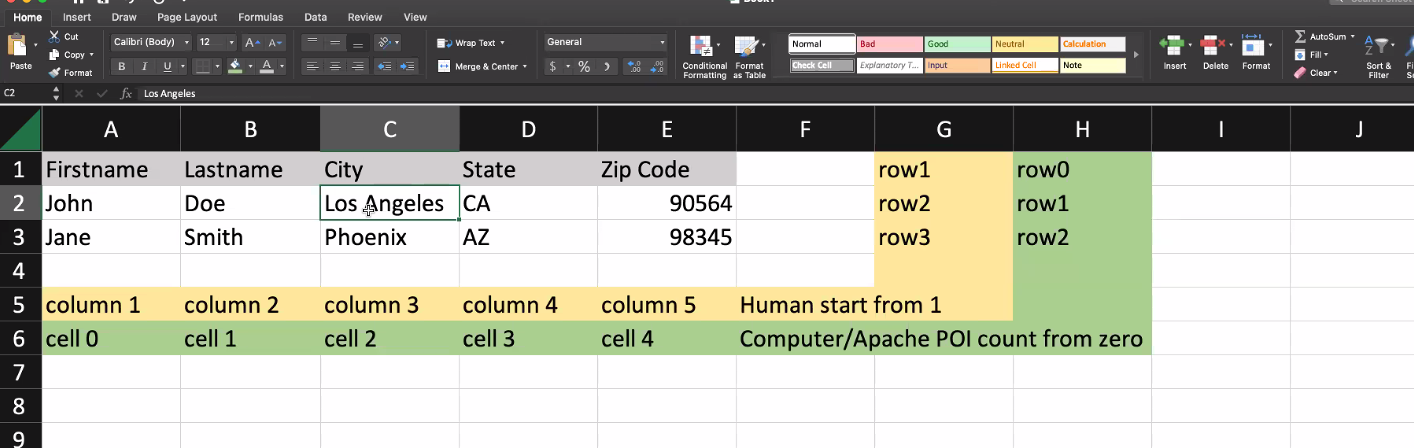 Home Insert Draw Page Layout Formulas Data Review View
Cut
Copy
Format
Paste
Calibri (Body) 12 A A
B I U A
Wrap Text
Merge & Center
General
$ % )
Conditional Formatting
Format as Table
Normal Bad Good Neutral Calculation
Check Cell Explanatory T... Input Linked Cell Note
Insert Delete Format
AutoSum
Fill
Clear
Sort & Filter
C2 fx Los Angeles
A B C D E F G H I J
1 Firstname Lastname City State Zip Code row1 row0
2 John Doe Los Angeles CA 90564 row2 row1
3 Jane Smith Phoenix AZ 98345 row3 row2
4
5 column 1 column 2 column 3 column 4 column 5 Human start from 1
6 cell 0 cell 1 cell 2 cell 3 cell 4 Computer/Apache POI count from zero
7
8
9